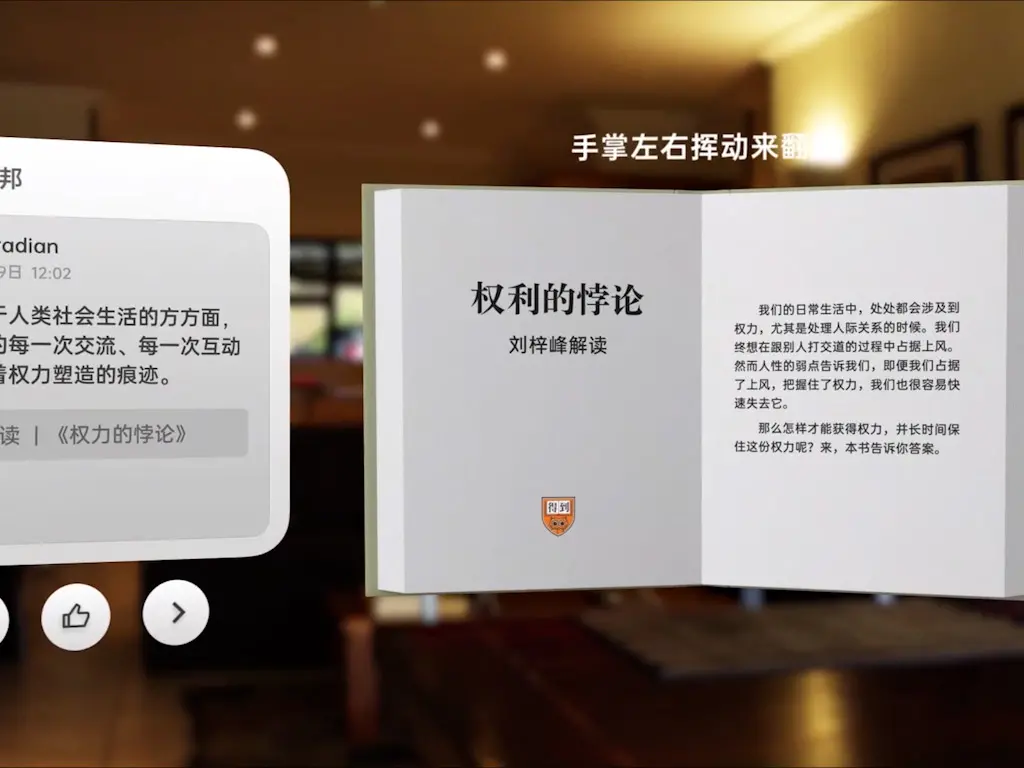 手掌左右挥动来翻
邦
radian
9日 12:02
于人类社会生活的方方面，
的每一次交流、每一次互动
着权力塑造的痕迹。
读 | 《权力的悖论》
权利的悖论
刘梓峰解读
得到
我们的日常生活中，处处都会涉及到
权力，尤其是处理人际关系的时候。我们
终想在跟别人打交道的过程中占据上风。
然而人性的弱点告诉我们，即便我们占据
了上风，把握住了权力，我们也很容易快
速失去它。
那么怎样才能获得权力，并长时间保
住这份权力呢？来，本书告诉你答案。